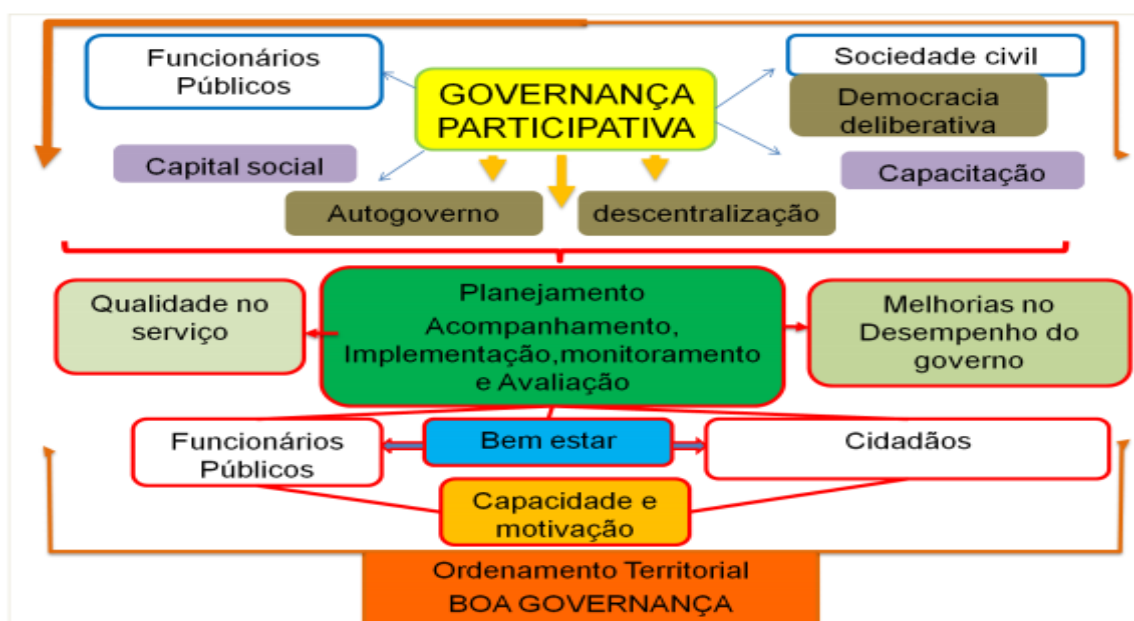 Funcionários
Públicos
GOVERNANÇA
PARTICIPATIVA
Sociedade civil
Democracia
deliberativa
Capital social
Capacitação
Autogoverno
descentralização
Qualidade no
serviço
Planejamento
Acompanhamento,
Implementação,monitoramento
e Avaliação
Melhorias no
Desempenho do
governo
Funcionários
Públicos
Bem estar
Cidadãos
Capacidade e
motivação
Ordenamento Territorial
BOA GOVERNANÇA